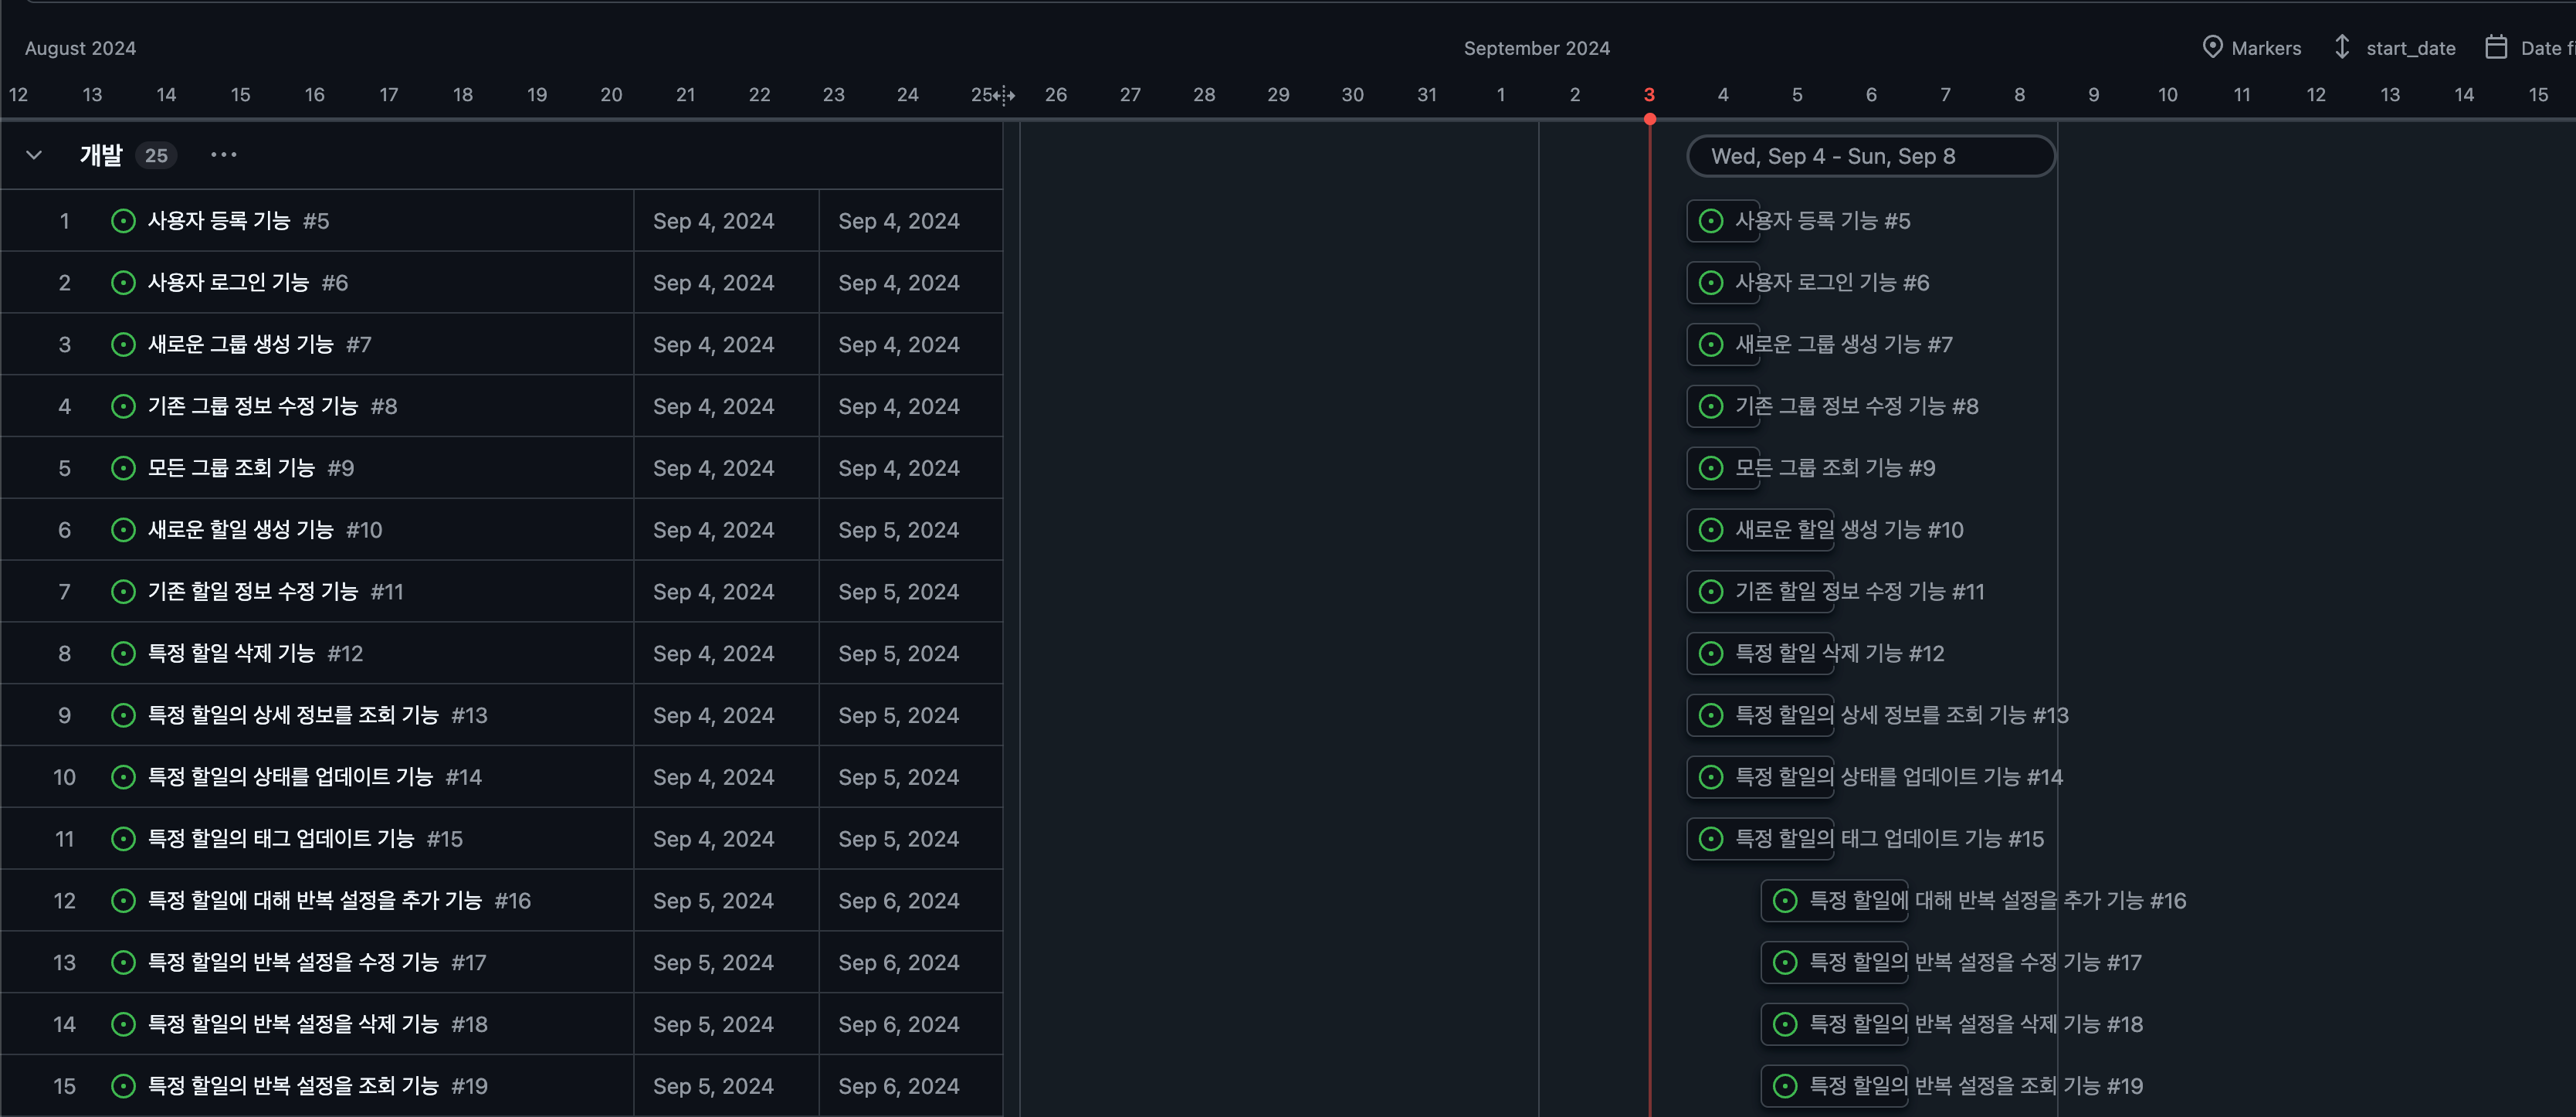 August 2024 September 2024 Markers start_date Date fi
12 13 14 15 16 17 18 19 20 21 22 23 24 25 26 27 28 29 30 31 1 2 3 4 5 6 7 8 9 10 11 12 13 14 15
개발 25 ··· Wed, Sep 4 - Sun, Sep 8
1 사용자 등록 기능 #5 Sep 4, 2024 Sep 4, 2024 사용자 등록 기능 #5
2 사용자 로그인 기능 #6 Sep 4, 2024 Sep 4, 2024 사용자 로그인 기능 #6
3 새로운 그룹 생성 기능 #7 Sep 4, 2024 Sep 4, 2024 새로운 그룹 생성 기능 #7
4 기존 그룹 정보 수정 기능 #8 Sep 4, 2024 Sep 4, 2024 기존 그룹 정보 수정 기능 #8
5 모든 그룹 조회 기능 #9 Sep 4, 2024 Sep 4, 2024 모든 그룹 조회 기능 #9
6 새로운 할일 생성 기능 #10 Sep 4, 2024 Sep 5, 2024 새로운 할일 생성 기능 #10
7 기존 할일 정보 수정 기능 #11 Sep 4, 2024 Sep 5, 2024 기존 할일 정보 수정 기능 #11
8 특정 할일 삭제 기능 #12 Sep 4, 2024 Sep 5, 2024 특정 할일 삭제 기능 #12
9 특정 할일의 상세 정보를 조회 기능 #13 Sep 4, 2024 Sep 5, 2024 특정 할일의 상세 정보를 조회 기능 #13
10 특정 할일의 상태를 업데이트 기능 #14 Sep 4, 2024 Sep 5, 2024 특정 할일의 상태를 업데이트 기능 #14
11 특정 할일의 태그 업데이트 기능 #15 Sep 4, 2024 Sep 5, 2024 특정 할일의 태그 업데이트 기능 #15
12 특정 할일에 대해 반복 설정을 추가 기능 #16 Sep 5, 2024 Sep 6, 2024 특정 할일에 대해 반복 설정을 추가 기능 #16
13 특정 할일의 반복 설정을 수정 기능 #17 Sep 5, 2024 Sep 6, 2024 특정 할일의 반복 설정을 수정 기능 #17
14 특정 할일의 반복 설정을 삭제 기능 #18 Sep 5, 2024 Sep 6, 2024 특정 할일의 반복 설정을 삭제 기능 #18
15 특정 할일의 반복 설정을 조회 기능 #19 Sep 5, 2024 Sep 6, 2024 특정 할일의 반복 설정을 조회 기능 #19